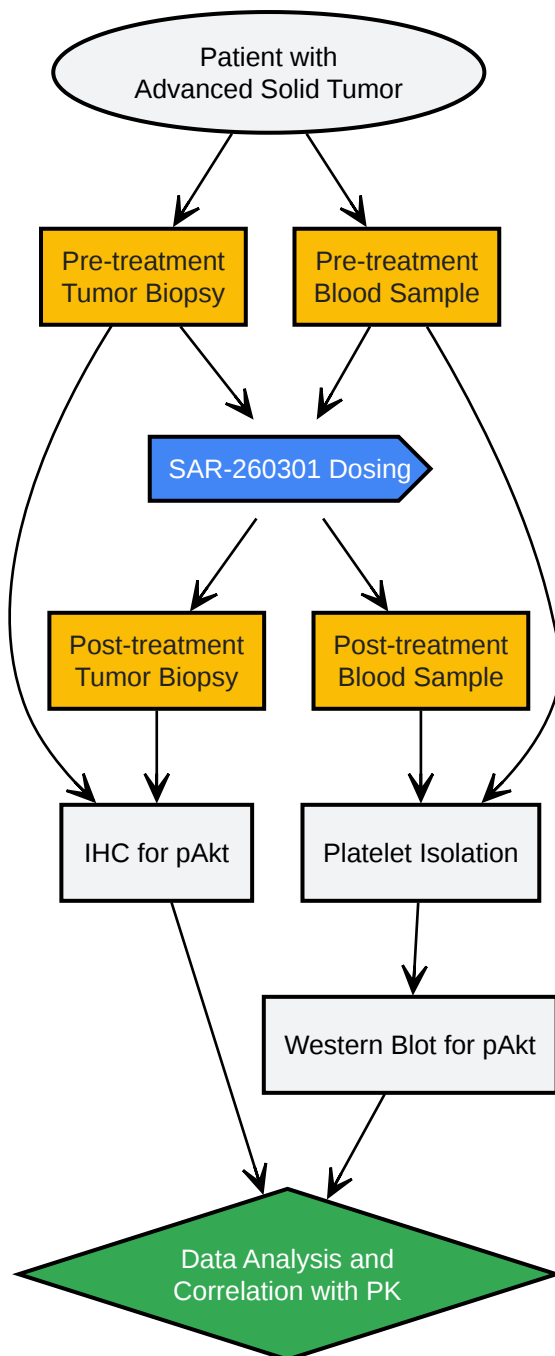 Patient with
Advanced Solid Tumor
Pre-treatment
Tumor Biopsy
Pre-treatment
Blood Sample
SAR-260301 Dosing
Post-treatment
Tumor Biopsy
Post-treatment
Blood Sample
IHC for pAkt
Platelet Isolation
Western Blot for pAkt
Data Analysis and
Correlation with PK